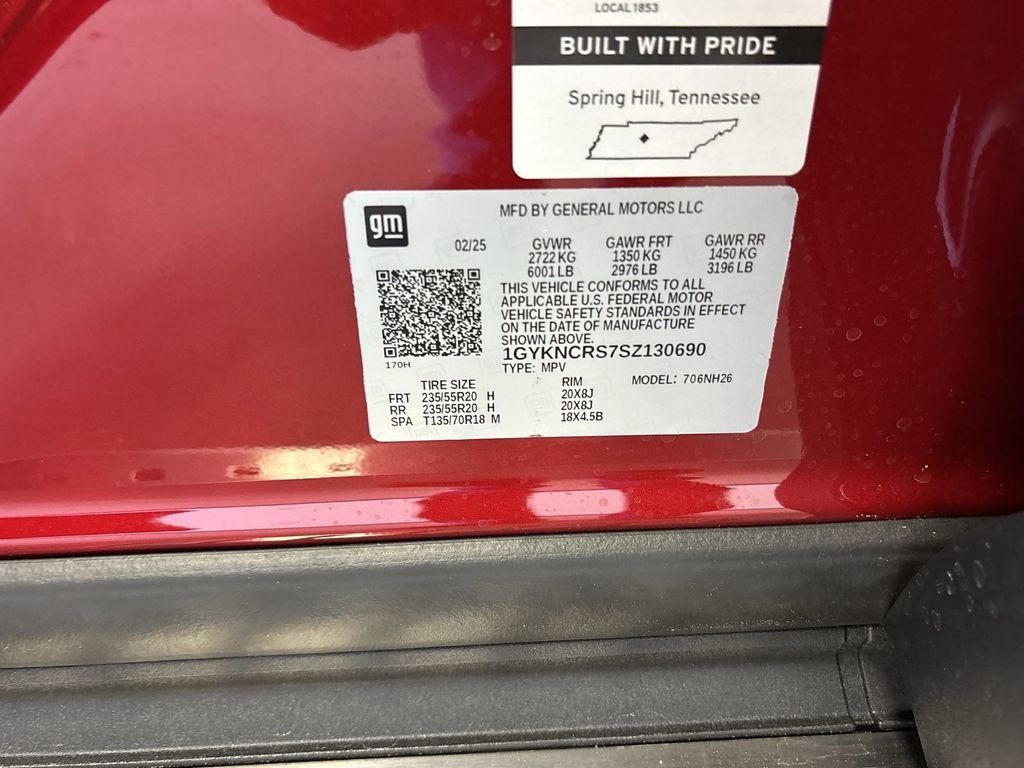 LOCAL 1853
BUILT WITH PRIDE
Spring Hill, Tennessee
gm
MFD BY GENERAL MOTORS LLC
02/25 GVWR GAWR FRT GAWR RR
2722 KG 1350 KG 1450 KG
6001 LB 2976 LB 3196 LB
THIS VEHICLE CONFORMS TO ALL
APPLICABLE U.S. FEDERAL MOTOR
VEHICLE SAFETY STANDARDS IN EFFECT
ON THE DATE OF MANUFACTURE
SHOWN ABOVE.
1GYKNCRS7SZ130690
170H
TYPE: MPV
MODEL: 706NH26
TIRE SIZE RIM
FRT 235/55R20 H 20X8J
RR 235/55R20 H 20X8J
SPA T135/70R18 M 18X4.5B